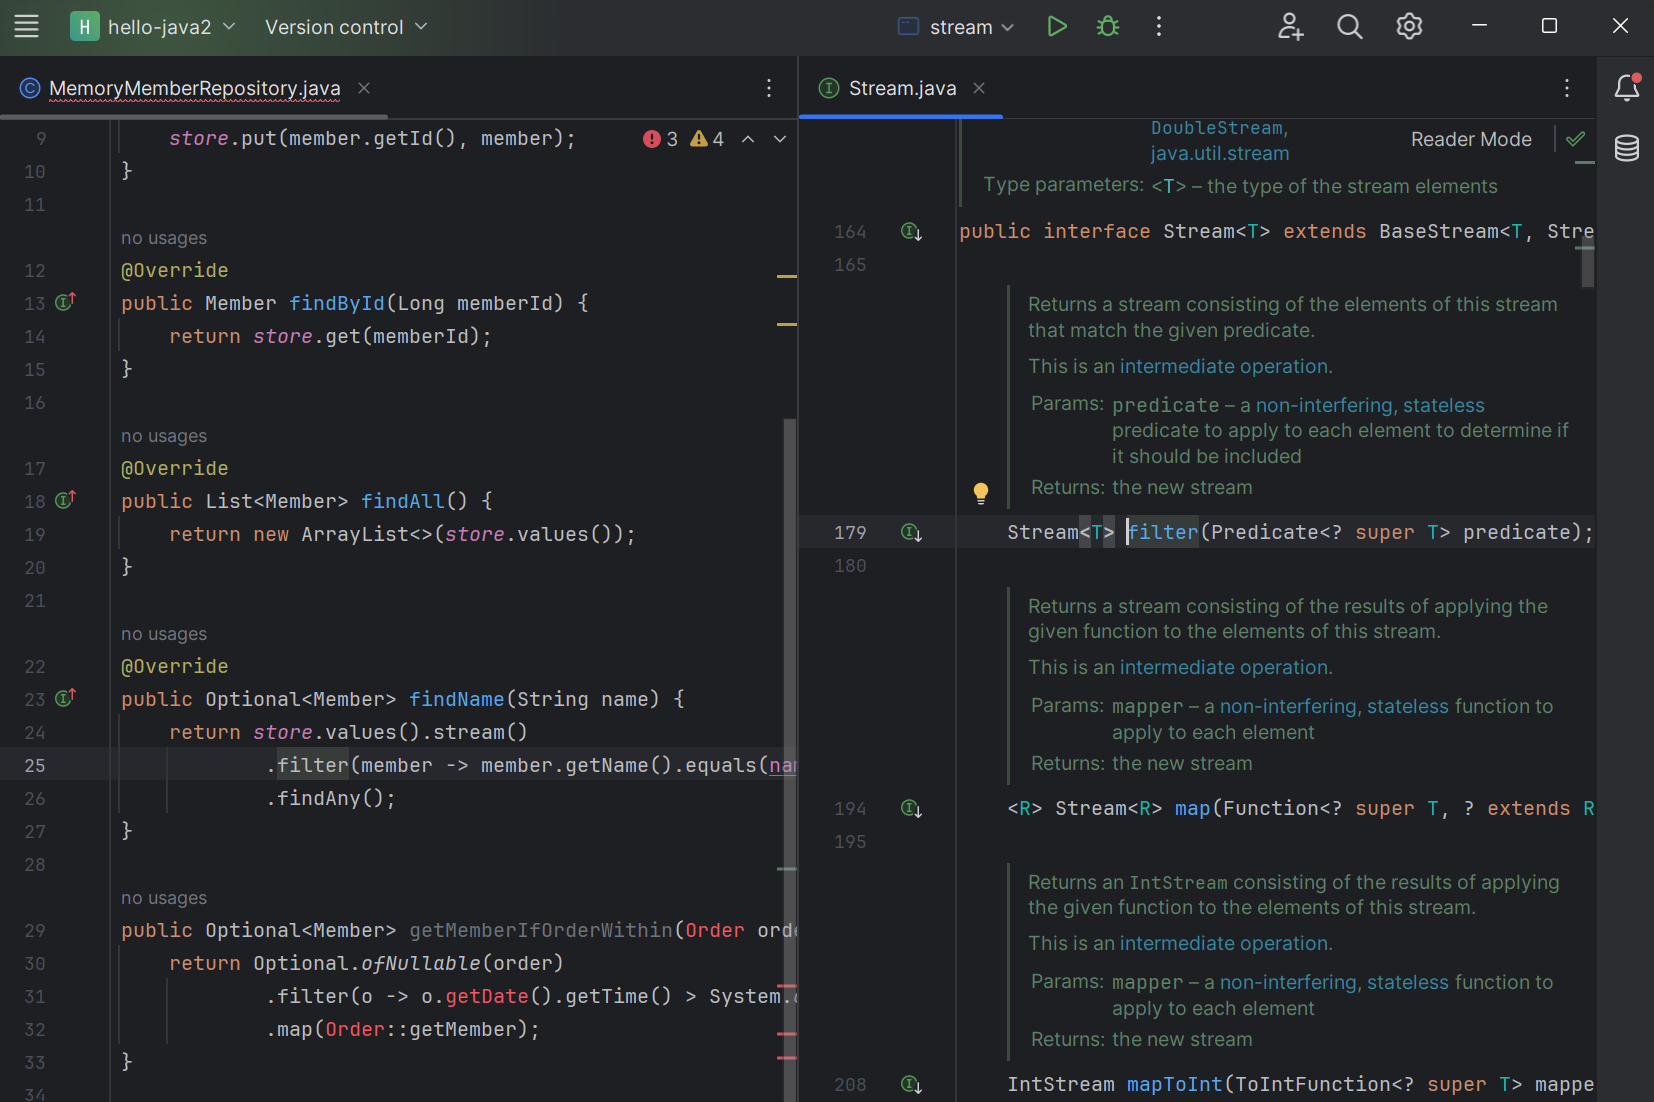 hello-java2 Version control stream
MemoryMemberRepository.java
9 store.put(member.getId(), member); 3 4
10 }
11
no usages
12 @Override
13 public Member findById(Long memberId) {
14 return store.get(memberId);
15 }
16
no usages
17 @Override
18 public List<Member> findAll() {
19 return new ArrayList<>(store.values());
20 }
21
no usages
22 @Override
23 public Optional<Member> findName(String name) {
24 return store.values().stream()
25 .filter(member -> member.getName().equals(nam
26 .findAny();
27 }
28
no usages
29 public Optional<Member> getMemberIfOrderWithin(Order orde
30 return Optional.ofNullable(order)
31 .filter(o -> o.getDate().getTime() > System.
32 .map(Order::getMember);
33 }
34
Stream.java
DoubleStream,
java.util.stream
Reader Mode
Type parameters: <T> – the type of the stream elements
164 public interface Stream<T> extends BaseStream<T, Stre
165
Returns a stream consisting of the elements of this stream
that match the given predicate.
This is an intermediate operation.
Params: predicate – a non-interfering, stateless
predicate to apply to each element to determine if
it should be included
Returns: the new stream
179 Stream<T> filter(Predicate<? super T> predicate);
180
Returns a stream consisting of the results of applying the
given function to the elements of this stream.
This is an intermediate operation.
Params: mapper – a non-interfering, stateless function to
apply to each element
Returns: the new stream
194 <R> Stream<R> map(Function<? super T, ? extends R
195
Returns an IntStream consisting of the results of applying
the given function to the elements of this stream.
This is an intermediate operation.
Params: mapper – a non-interfering, stateless function to
apply to each element
Returns: the new stream
208 IntStream mapToInt(ToIntFunction<? super T> mappe